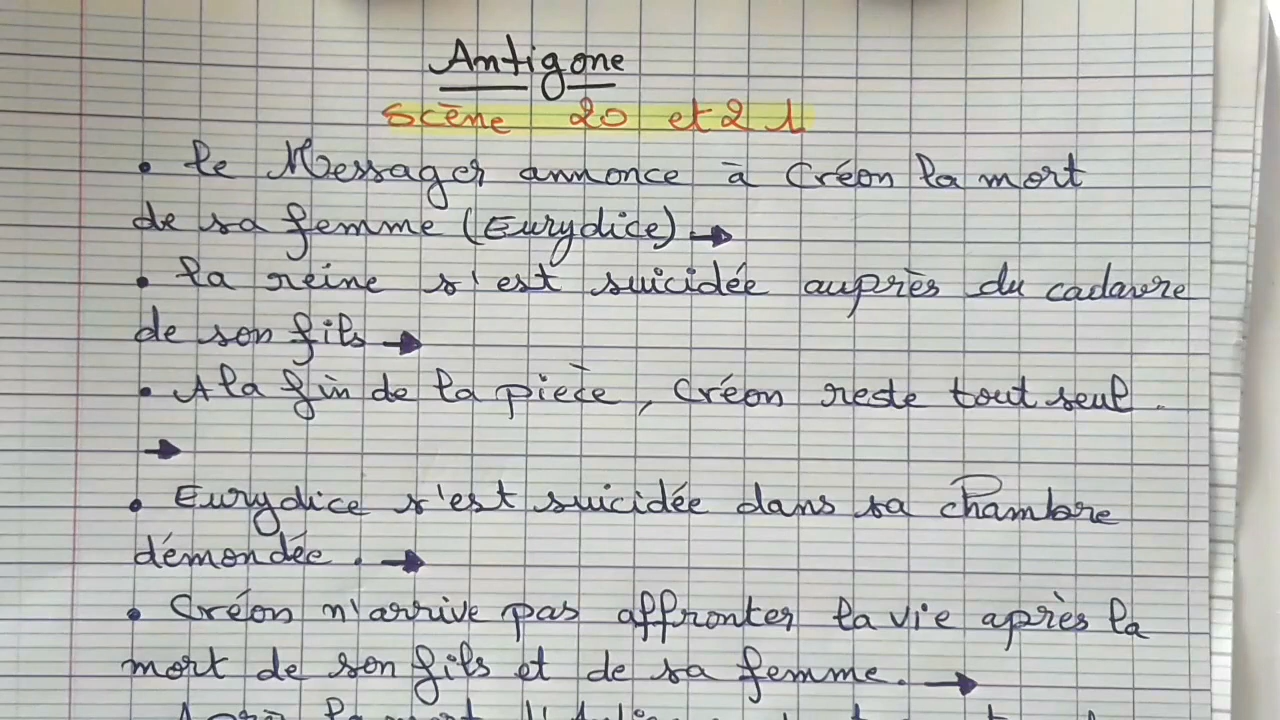 Antigone
Scène 20 et 21
• le Messager annonce à Créon la mort
de sa femme (Eurydice) →
• la reine s'est suicidée auprès du cadavre
de son fils →
• A la fin de la pièce, Créon reste tout seul.
→
• Eurydice s'est suicidée dans sa chambre
démondée. →
• Créon n'arrive pas affronter la vie après la
mort de son fils et de sa femme. →